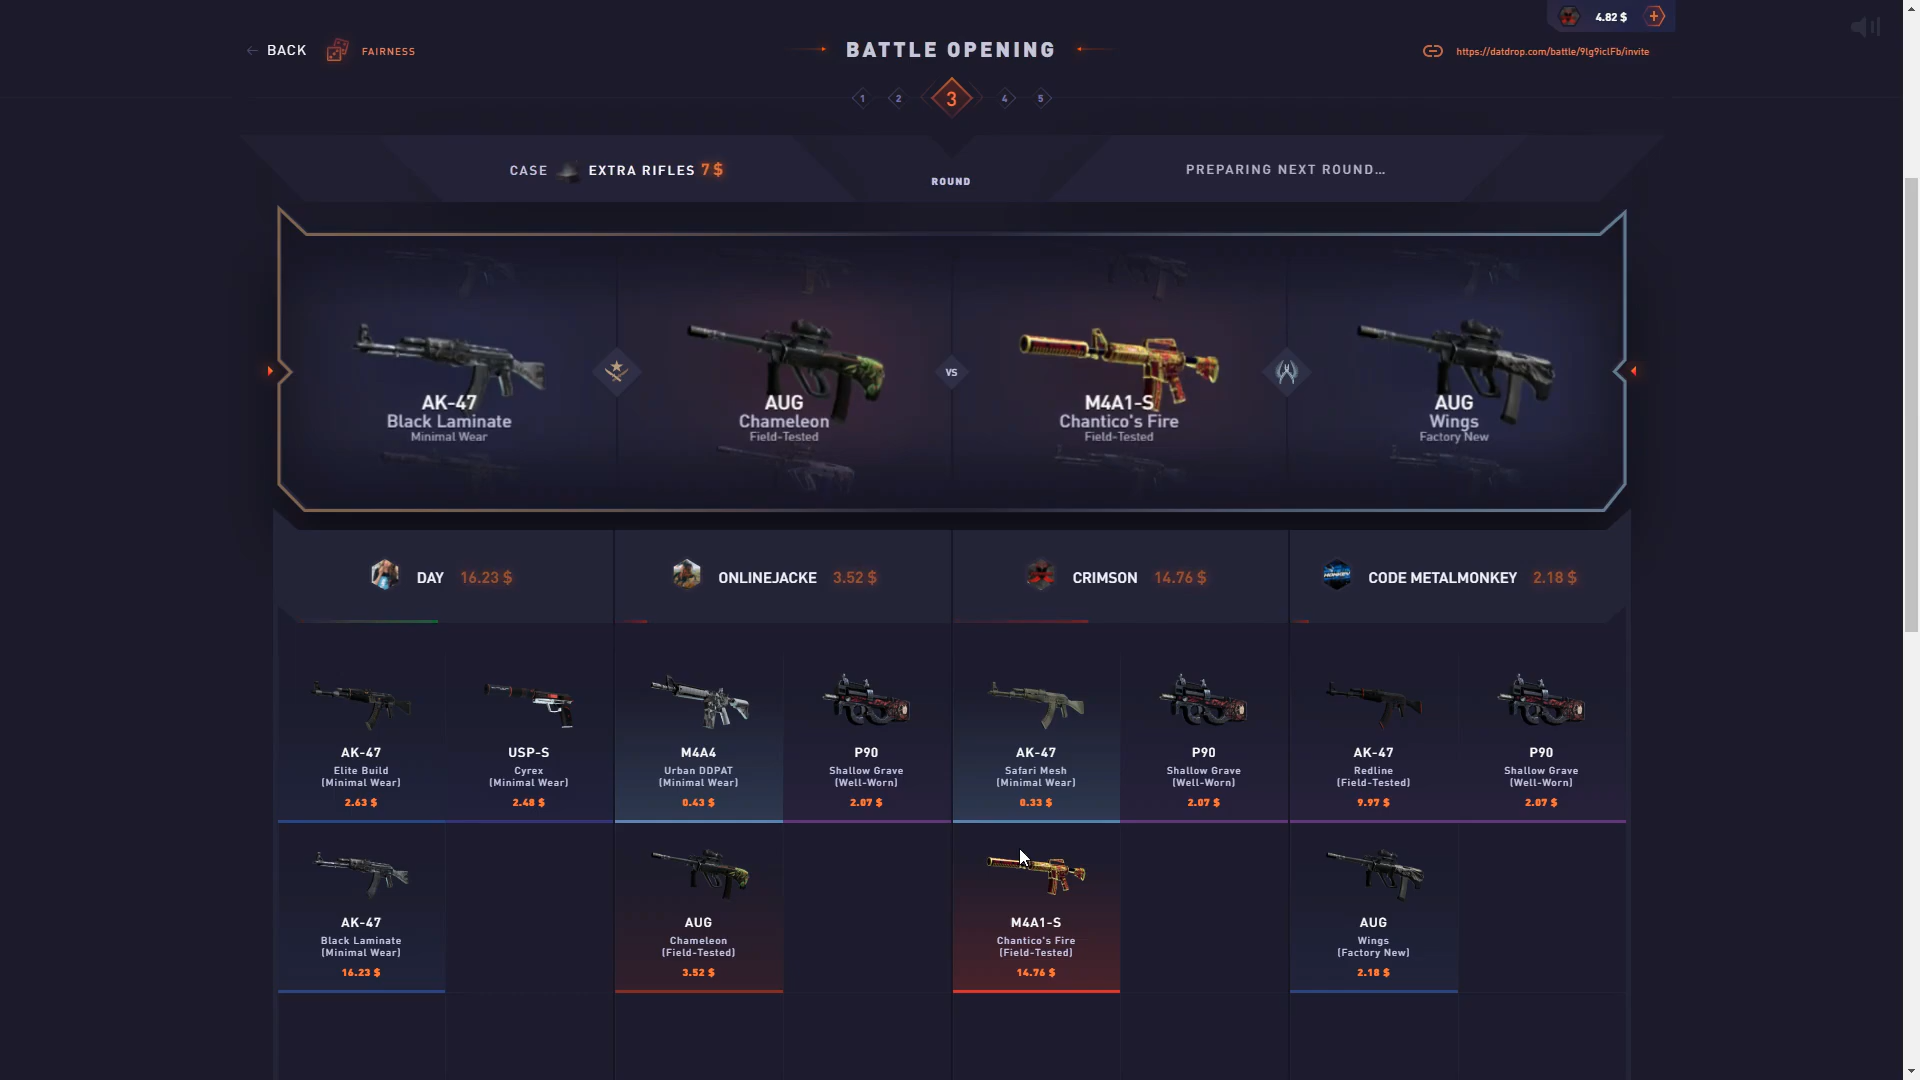 4.82 $
BACK
FAIRNESS
BATTLE OPENING
https://datdrop.com/battle/9lg9iclFb/invite
1
2
3
4
5
CASE EXTRA RIFLES 7 $
ROUND
PREPARING NEXT ROUND...
AK-47
Black Laminate
Minimal Wear
AUG
Chameleon
Field-Tested
VS
M4A1-S
Chantico's Fire
Field-Tested
AUG
Wings
Factory New
DAY 16.23 $
ONLINEJACKE 3.52 $
CRIMSON 14.76 $
CODE METALMONKEY 2.18 $
AK-47
Elite Build
(Minimal Wear)
2.63 $
USP-S
Cyrex
(Minimal Wear)
2.48 $
M4A4
Urban DDPAT
(Minimal Wear)
0.43 $
P90
Shallow Grave
(Well-Worn)
2.07 $
AK-47
Safari Mesh
(Minimal Wear)
0.33 $
P90
Shallow Grave
(Well-Worn)
2.07 $
AK-47
Redline
(Field-Tested)
9.97 $
P90
Shallow Grave
(Well-Worn)
2.07 $
AK-47
Black Laminate
(Minimal Wear)
16.23 $
AUG
Chameleon
(Field-Tested)
3.52 $
M4A1-S
Chantico's Fire
(Field-Tested)
14.76 $
AUG
Wings
(Factory New)
2.18 $